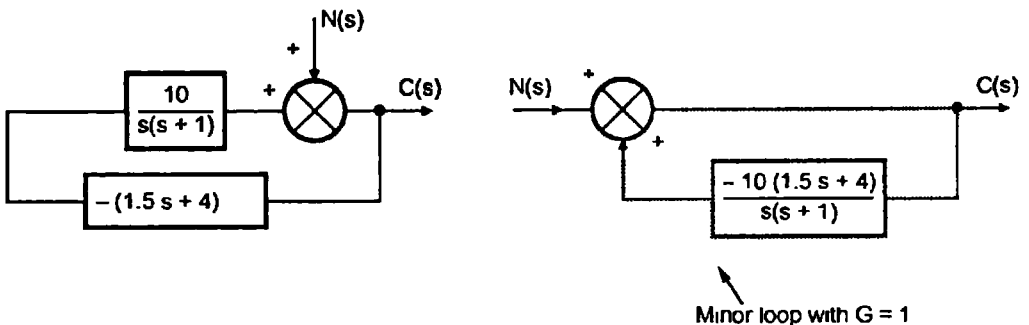 N(s)
+
10
s(s + 1)
+
C(s)
– (1.5 s + 4)
N(s)
+
C(s)
+
– 10 (1.5 s + 4)
s(s + 1)
Minor loop with G = 1